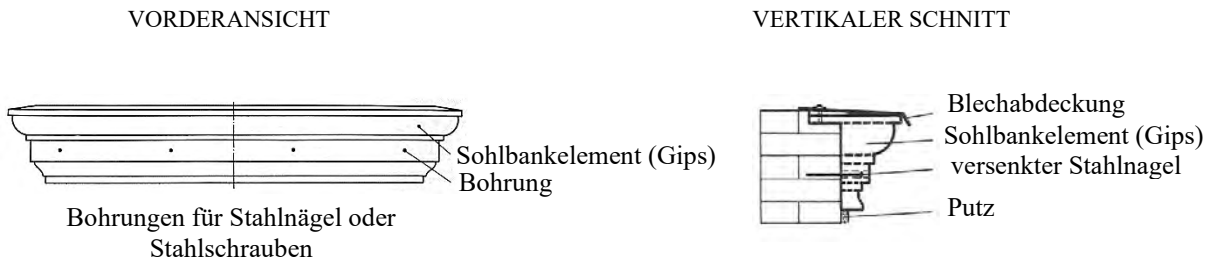 VORDERANSICHT
Sohlbankelement (Gips)
Bohrung
Bohrungen für Stahlnägel oder
Stahlschrauben
VERTIKALER SCHNITT
Blechabdeckung
Sohlbankelement (Gips)
versenkter Stahlnagel
Putz